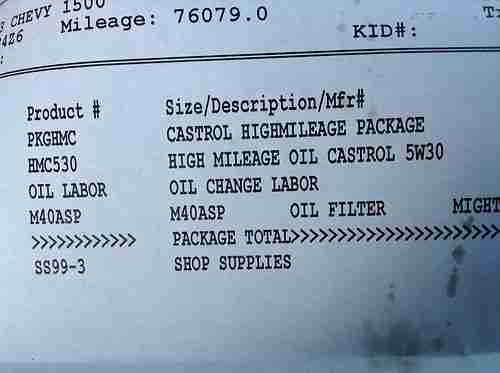 CHEVY 1500
Mileage: 76079.0
KID#:
Product # Size/Description/Mfr#
PKGHMC CASTROL HIGHMILEAGE PACKAGE
HMC530 HIGH MILEAGE OIL CASTROL 5W30
OIL LABOR OIL CHANGE LABOR
M40ASP M40ASP OIL FILTER MIGHT
>>>>>>>>>>>> PACKAGE TOTAL>>>>>>>>>>>>>>>>>>>>>>>>
SS99-3 SHOP SUPPLIES